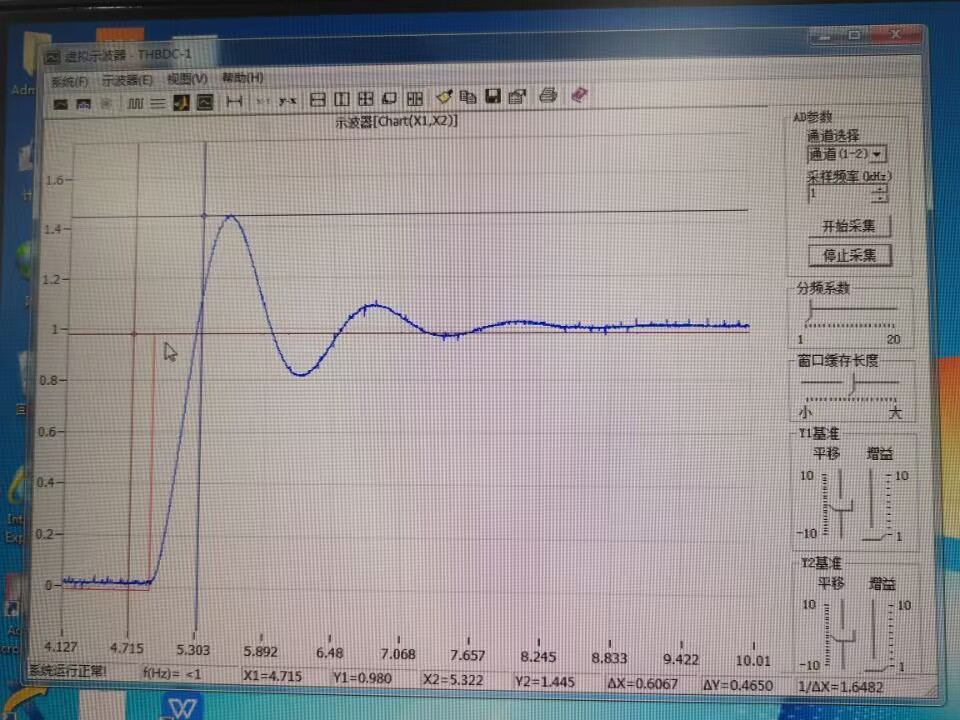 虚拟示波器 - THBDC-1
系统(F) 示波器(E) 视图(V) 帮助(H)
y-x
示波器[Chart(X1,X2)]
AD参数
通道选择
通道(1-2)
采样频率(kHz)
1
开始采集
停止采集
分频系数
1 20
窗口缓存长度
小 大
Y1基准
平移 增益
10 10
-10 1
Y2基准
平移 增益
10 10
-10 1
1.6
1.4
1.2
1
0.8
0.6
0.4
0.2
0
4.127 4.715 5.303 5.892 6.48 7.068 7.657 8.245 8.833 9.422 10.01
系统运行正常! f(Hz)= <1 X1=4.715 Y1=0.980 X2=5.322 Y2=1.445 ΔX=0.6067 ΔY=0.4650 1/ΔX=1.6482